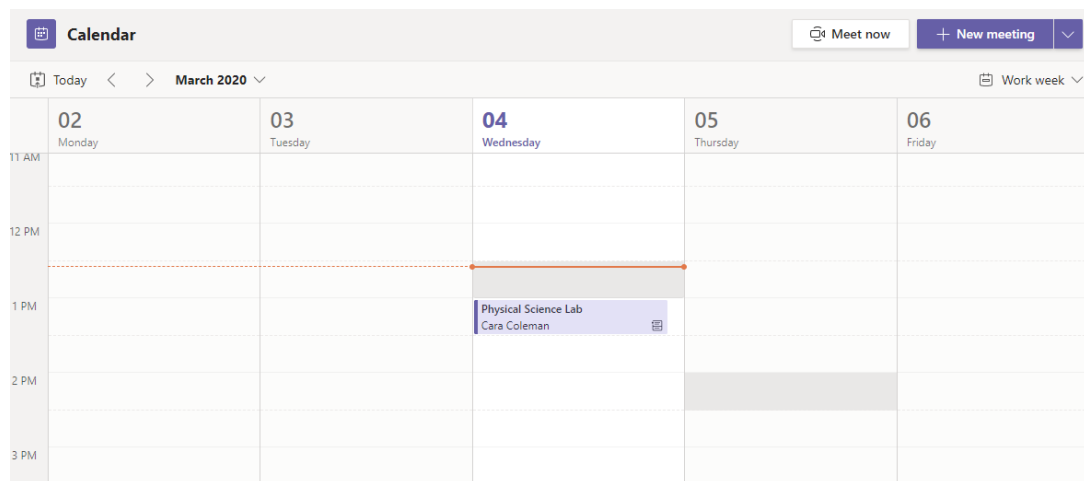 Calendar
Meet now
New meeting
Today
March 2020
Work week
02
Monday
03
Tuesday
04
Wednesday
05
Thursday
06
Friday
11 AM
12 PM
1 PM
Physical Science Lab
Cara Coleman
2 PM
3 PM